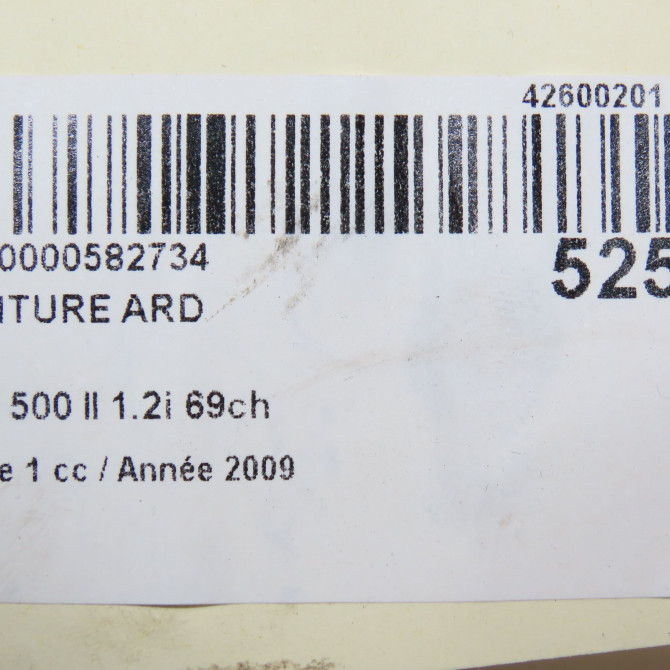 42600201
0000582734
525
NTURE ARD
500 II 1.2i 69ch
e 1 cc / Année 2009